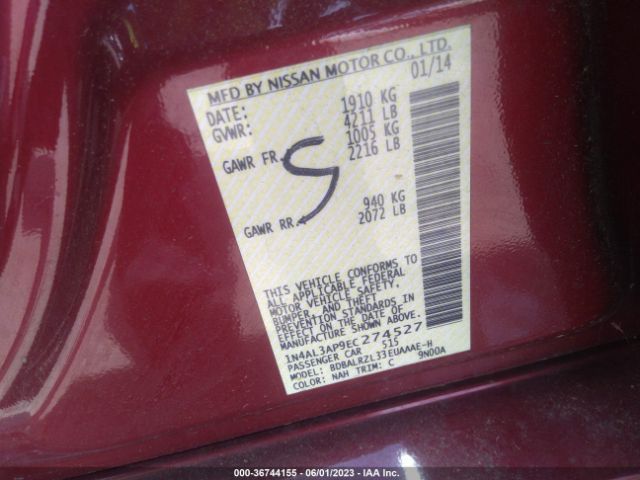 MFD BY NISSAN MOTOR CO., LTD.
DATE: 01/14
GVWR: 1910 KG
4211 LB
GAWR FR. 1005 KG
2216 LB
S
GAWR RR. 940 KG
2072 LB
THIS VEHICLE CONFORMS TO
ALL APPLICABLE FEDERAL
MOTOR VEHICLE SAFETY,
BUMPER, AND THEFT
PREVENTION STANDARDS IN
EFFECT ON THE DATE OF
MANUFACTURE SHOWN ABOVE.
1N4AL3AP9EC274527
PASSENGER CAR 515
MODEL: BDBALRZL33EUAAAE-H
COLOR: NAH TRIM: C 9N00A
000-36744155 - 06/01/2023 - IAA Inc.